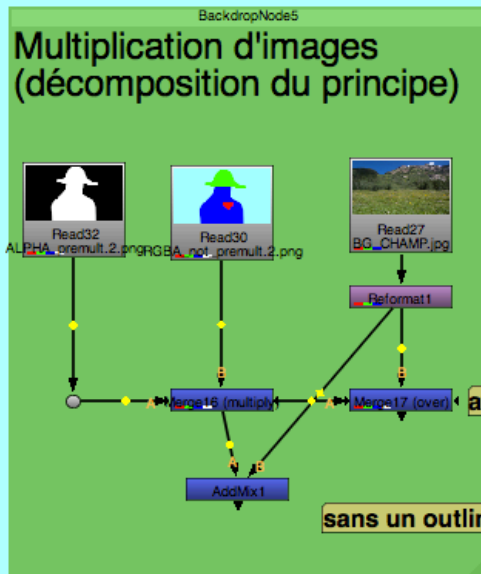 BackdropNode5
Multiplication d'images
(décomposition du principe)
Read32
ALPHA_premult.2.png
Read30
RGBA_not_premult.2.png
Read27
BG_CHAMP.jpg
Reformat1
B
B
A
Merge16 (multiply)
A
Merge17 (over)
a
A
B
AddMix1
sans un outlin